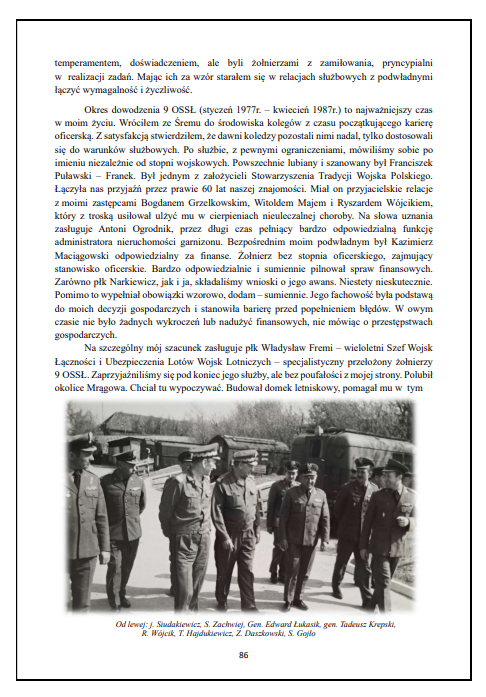 temperamentem, doświadczeniem, ale byli żołnierzami z zamiłowania, pryncypialni
w realizacji zadań. Mając ich za wzór starałem się w relacjach służbowych z podwładnymi
łączyć wymagalność i życzliwość.
Okres dowodzenia 9 OSSŁ (styczeń 1977r. – kwiecień 1987r.) to najważniejszy czas
w moim życiu. Wróciłem ze Śremu do środowiska kolegów z czasu początkującego karierę
oficerską. Z satysfakcją stwierdziłem, że dawni koledzy pozostali nimi nadal, tylko dostosowali
się do warunków służbowych. Po służbie, z pewnymi ograniczeniami, mówiliśmy sobie po
imieniu niezależnie od stopni wojskowych. Powszechnie lubiany i szanowany był Franciszek
Puławski – Franek. Był jednym z założycieli Stowarzyszenia Tradycji Wojska Polskiego.
Łączyła nas przyjaźń przez prawie 60 lat naszej znajomości. Miał on przyjacielskie relacje
z moimi zastępcami Bogdanem Grzelkowskim, Witoldem Majem i Ryszardem Wójcikiem,
który z troską usiłował ulżyć mu w cierpieniach nieuleczalnej choroby. Na słowa uznania
zasługuje Antoni Ogrodnik, przez długi czas pełniący bardzo odpowiedzialną funkcję
administratora nieruchomości garnizonu. Bezpośrednim moim podwładnym był Kazimierz
Maciągowski odpowiedzialny za finanse. Żołnierz bez stopnia oficerskiego, zajmujący
stanowisko oficerskie. Bardzo odpowiedzialnie i sumiennie pilnował spraw finansowych.
Zarówno płk Narkiewicz, jak i ja, składaliśmy wnioski o jego awans. Niestety nieskutecznie.
Pomimo to wypełniał obowiązki wzorowo, dodam – sumiennie. Jego fachowość była podstawą
do moich decyzji gospodarczych i stanowiła barierę przed popełnieniem błędów. W owym
czasie nie było żadnych wykroczeń lub nadużyć finansowych, nie mówiąc o przestępstwach
gospodarczych.
Na szczególny mój szacunek zasługuje płk Władysław Fremi – wieloletni Szef Wojsk
Łączności i Ubezpieczenia Lotów Wojsk Lotniczych – specjalistyczny przełożony żołnierzy
9 OSSŁ. Zaprzyjaźniliśmy się pod koniec jego służby, ale bez poufałości z mojej strony. Polubił
okolice Mrągowa. Chciał tu wypoczywać. Budował domek letniskowy, pomagał mu w tym
Od lewej: j. Siudakiewicz, S. Zachwiej, Gen. Edward Łukasik, gen. Tadeusz Krepski,
R. Wójcik, T. Hajdukiewicz, Z. Daszkowski, S. Gojło
86